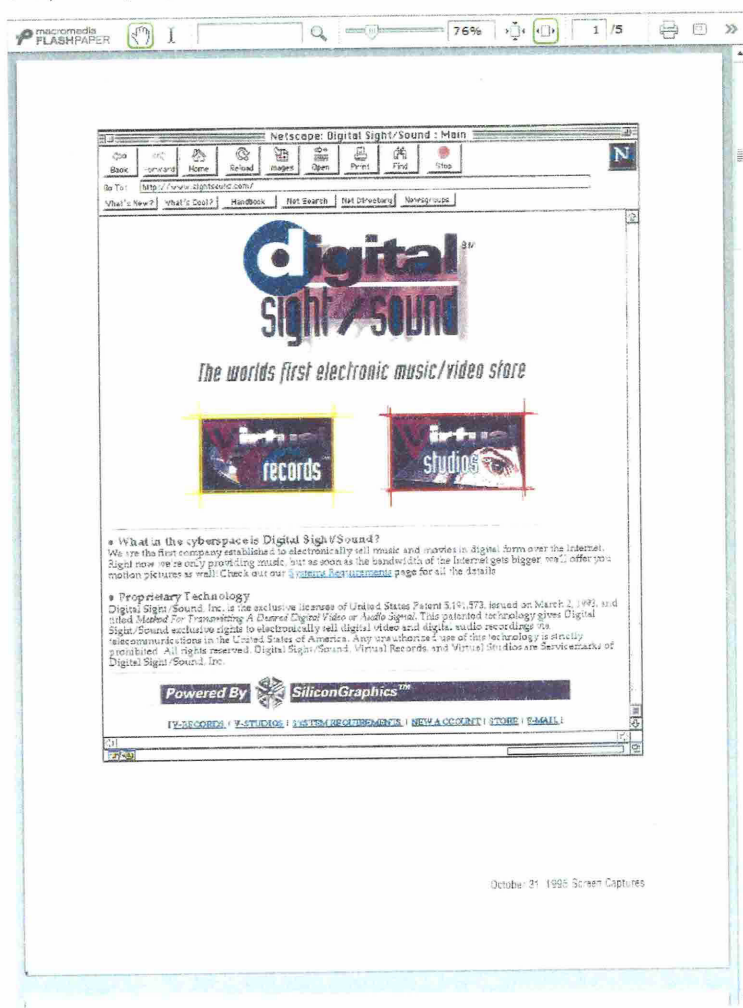 macromedia
FLASHPAPER
76%
1 /5
Netscape: Digital Sight/Sound : Main
Back Forward Home Reload Images Open Print Find Stop
N
Go To: http://www.sightsound.com/
What's New? What's Cool? Handbook Net Search Net Directory Newsgroups
digital SM
sight/sound
The worlds first electronic music/video store
Virtual records
Virtual studios
• What in the cyberspace is Digital Sight/Sound?
We are the first company established to electronically sell music and movies in digital form over the Internet.
Right now we're only providing music, but as soon as the bandwidth of the Internet gets bigger, we'll offer you
motion pictures as well! Check out our Systems Requirements page for all the details
• Proprietary Technology
Digital Sight/Sound, Inc. is the exclusive licensee of United States Patent 5,191,573, issued on March 2, 1993, and
titled Method For Transmitting A Desired Digital Video or Audio Signal. This patented technology gives Digital
Sight/Sound exclusive rights to electronically sell digital video and digital audio recordings via
telecommunications in the United States of America. Any unauthorized use of this technology is strictly
prohibited. All rights reserved. Digital Sight/Sound, Virtual Records, and Virtual Studios are Servicemarks of
Digital Sight/Sound, Inc.
Powered By SiliconGraphics™
| V-RECORDS | V-STUDIOS | SYSTEM REQUIREMENTS | NEW ACCOUNT | STORE | E-MAIL |
October 31, Screen Captures